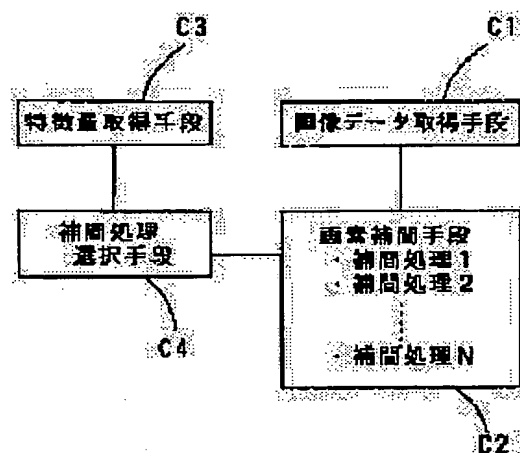 C3
C1
特徴量取得手段
画像データ取得手段
補間処理
選択手段
画素補間手段
・補間処理1
・補間処理2
・補間処理N
C4
C2